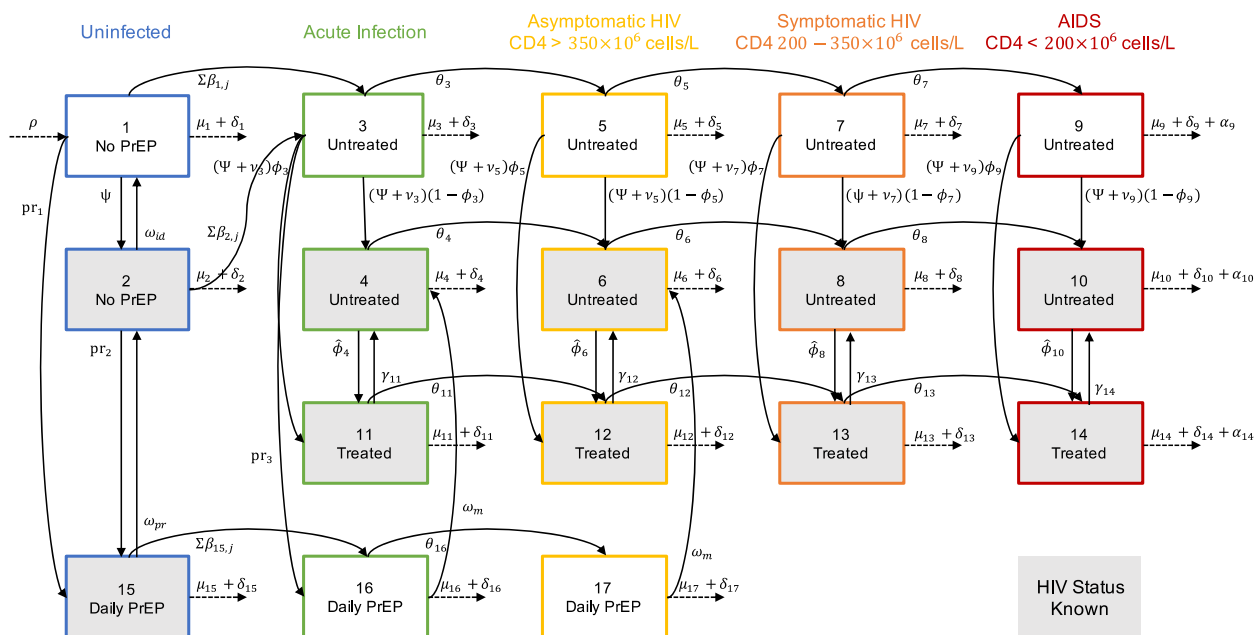 Uninfected
Acute Infection
Asymptomatic HIV
CD4 > 350×10⁶ cells/L
Symptomatic HIV
CD4 200 − 350×10⁶ cells/L
AIDS
CD4 < 200×10⁶ cells/L
Σβ₁,ⱼ
θ₃
θ₅
θ₇
ρ
1
No PrEP
μ₁ + δ₁
3
Untreated
μ₃ + δ₃
5
Untreated
μ₅ + δ₅
7
Untreated
μ₇ + δ₇
9
Untreated
μ₉ + δ₉ + α₉
(Ψ + ν₃)ϕ₃
(Ψ + ν₅)ϕ₅
(Ψ + ν₇)ϕ₇
(Ψ + ν₉)ϕ₉
pr₁
ψ
ω_{id}
(Ψ + ν₃)(1 − ϕ₃)
(Ψ + ν₅)(1 − ϕ₅)
(ψ + ν₇)(1 − ϕ₇)
(Ψ + ν₉)(1 − ϕ₉)
Σβ₂,ⱼ
θ₄
θ₆
θ₈
2
No PrEP
μ₂ + δ₂
4
Untreated
μ₄ + δ₄
6
Untreated
μ₆ + δ₆
8
Untreated
μ₈ + δ₈
10
Untreated
μ₁₀ + δ₁₀ + α₁₀
pr₂
ϕ̂₄
γ₁₁
θ₁₁
ϕ̂₆
γ₁₂
θ₁₂
ϕ̂₈
γ₁₃
θ₁₃
ϕ̂₁₀
γ₁₄
11
Treated
μ₁₁ + δ₁₁
12
Treated
μ₁₂ + δ₁₂
13
Treated
μ₁₃ + δ₁₃
14
Treated
μ₁₄ + δ₁₄ + α₁₄
pr₃
ω_{pr}
ω_m
ω_m
Σβ₁₅,ⱼ
θ₁₆
15
Daily PrEP
μ₁₅ + δ₁₅
16
Daily PrEP
μ₁₆ + δ₁₆
17
Daily PrEP
μ₁₇ + δ₁₇
HIV Status
Known